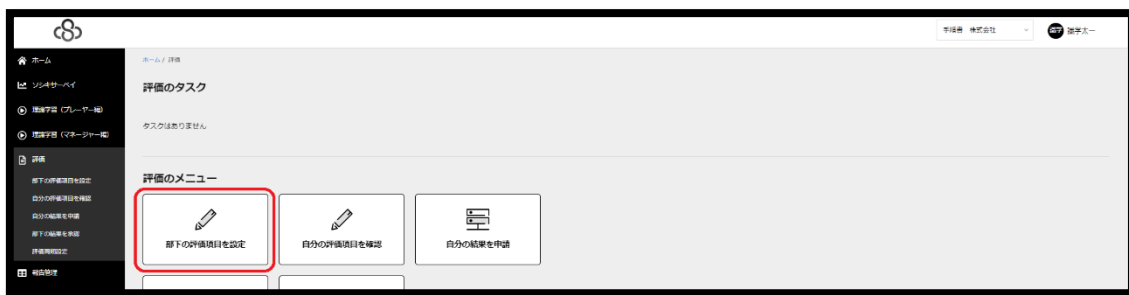 手順書 株式会社
識学太一
ホーム
ソシキサーベイ
理論学習（プレーヤー編）
理論学習（マネージャー編）
評価
部下の評価項目を設定
自分の評価項目を確認
自分の結果を申請
部下の結果を承認
評価期間設定
報告管理
ホーム / 評価
評価のタスク
タスクはありません
評価のメニュー
部下の評価項目を設定
自分の評価項目を確認
自分の結果を申請